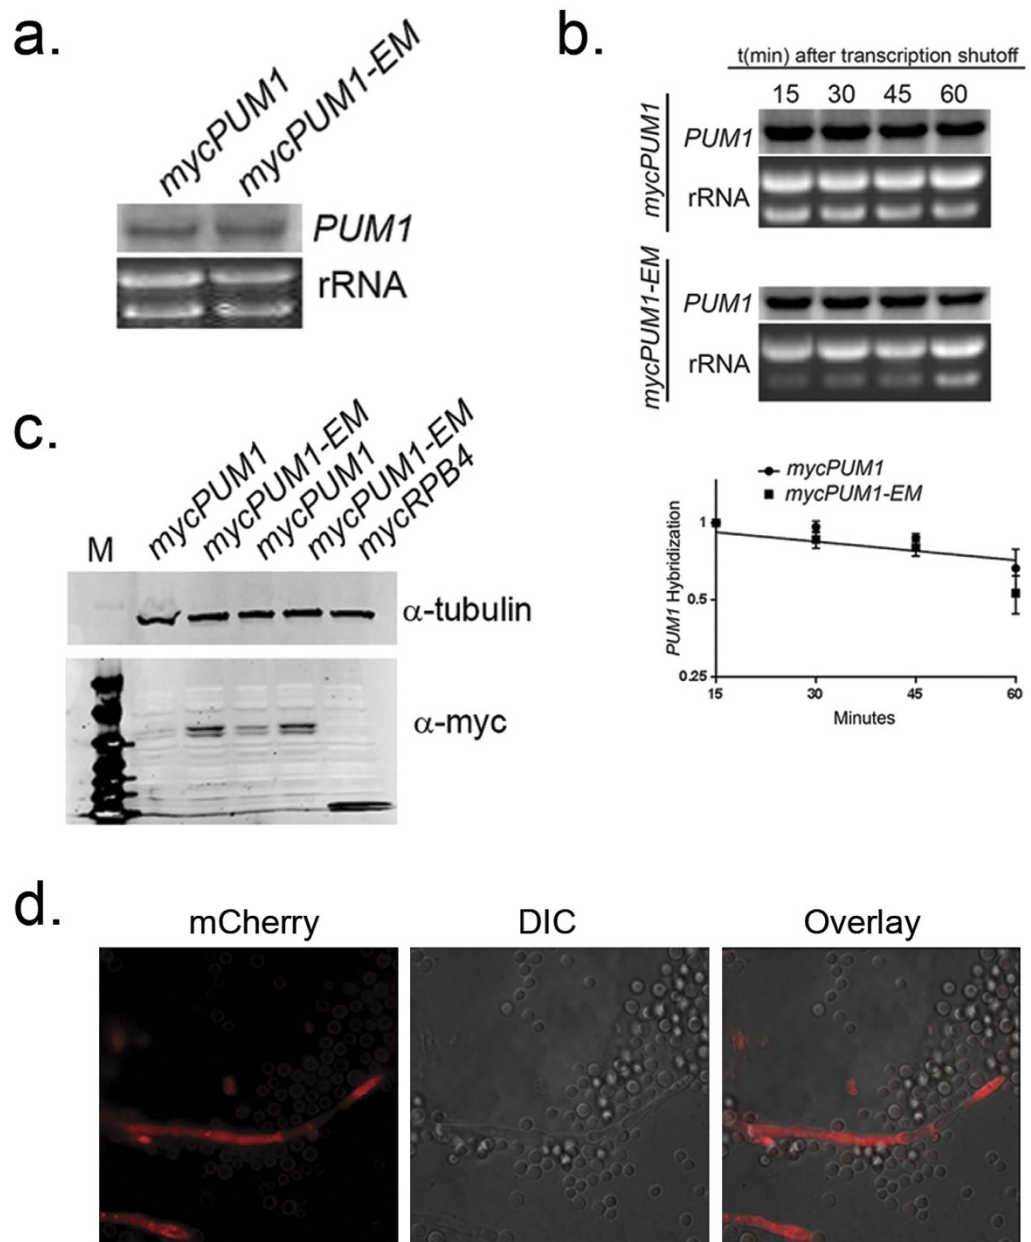 a.
mycPUM1
mycPUM1-EM
PUM1
rRNA
b.
t(min) after transcription shutoff
15 30 45 60
mycPUM1
PUM1
rRNA
mycPUM1-EM
PUM1
rRNA
mycPUM1
mycPUM1-EM
PUM1 Hybridization
1
0.5
0.25
15 30 45 60
Minutes
c.
M
mycPUM1
mycPUM1-EM
mycPUM1
mycPUM1-EM
mycRPB4
α-tubulin
α-myc
d.
mCherry DIC Overlay